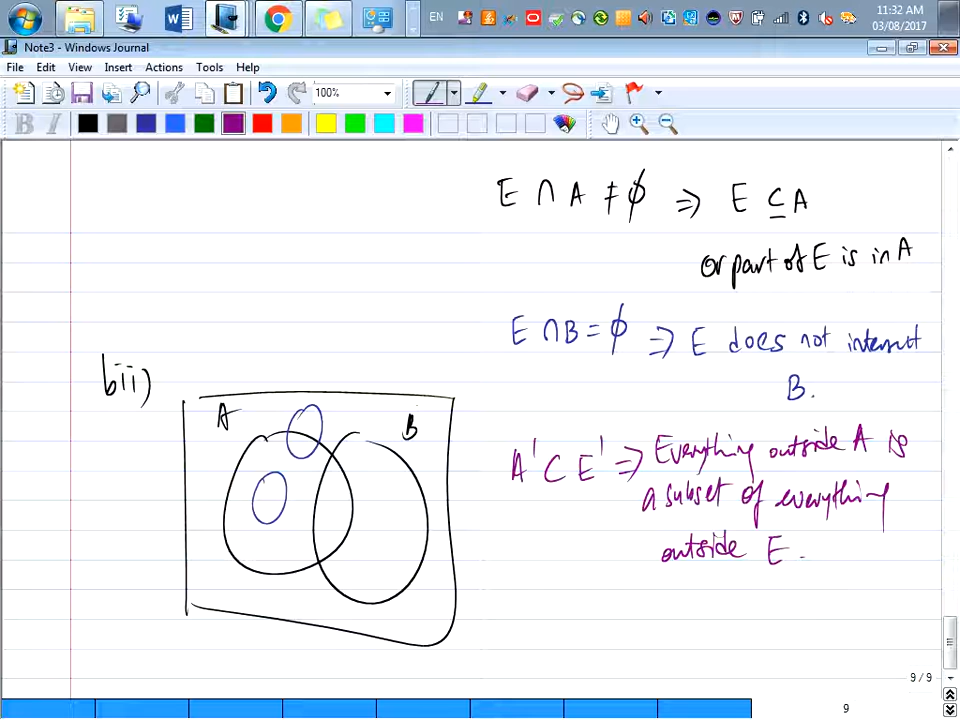 EN
11:32 AM
03/08/2017
Note3 - Windows Journal
File Edit View Insert Actions Tools Help
100%
B I
E ∩ A ≠ ϕ ⇒ E ⊆ A
or part of E is in A
E ∩ B = ϕ ⇒ E does not intersect
B.
bii)
A B
A' ⊂ E' ⇒ Everything outside A is
a subset of everything
outside E.
9 / 9
9